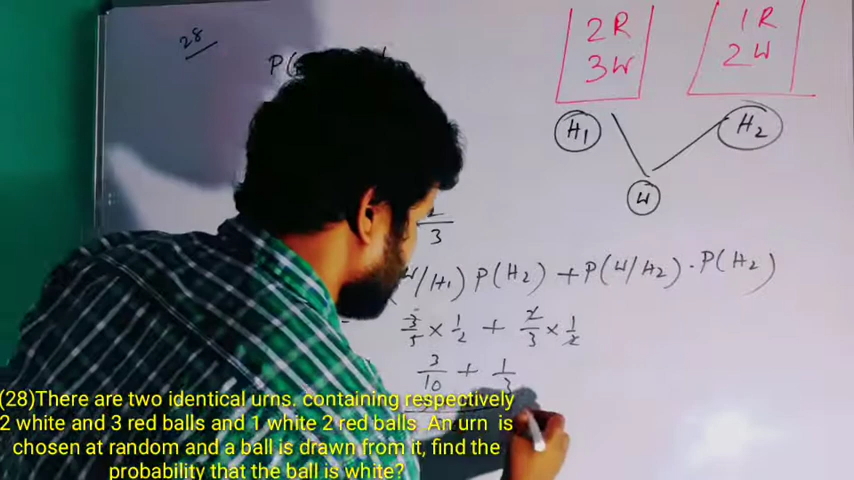 28
P(
2R
3W
1R
2W
H1
H2
W
3
W/H1) P(H2) + P(W/H2) · P(H2)
3/5 × 1/2 + 2/3 × 1/2
3/10 + 1/3
(28)There are two identical urns. containing respectively
2 white and 3 red balls and 1 white 2 red balls. An urn is
chosen at random and a ball is drawn from it, find the
probability that the ball is white?